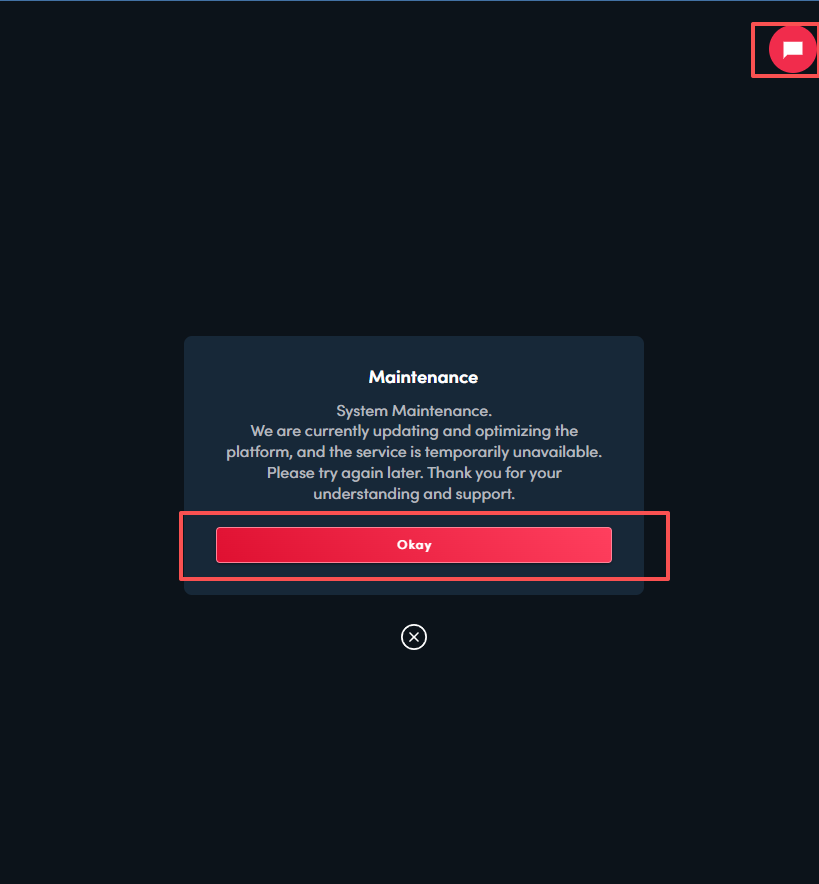 Maintenance
System Maintenance.
We are currently updating and optimizing the
platform, and the service is temporarily unavailable.
Please try again later. Thank you for your
understanding and support.
Okay